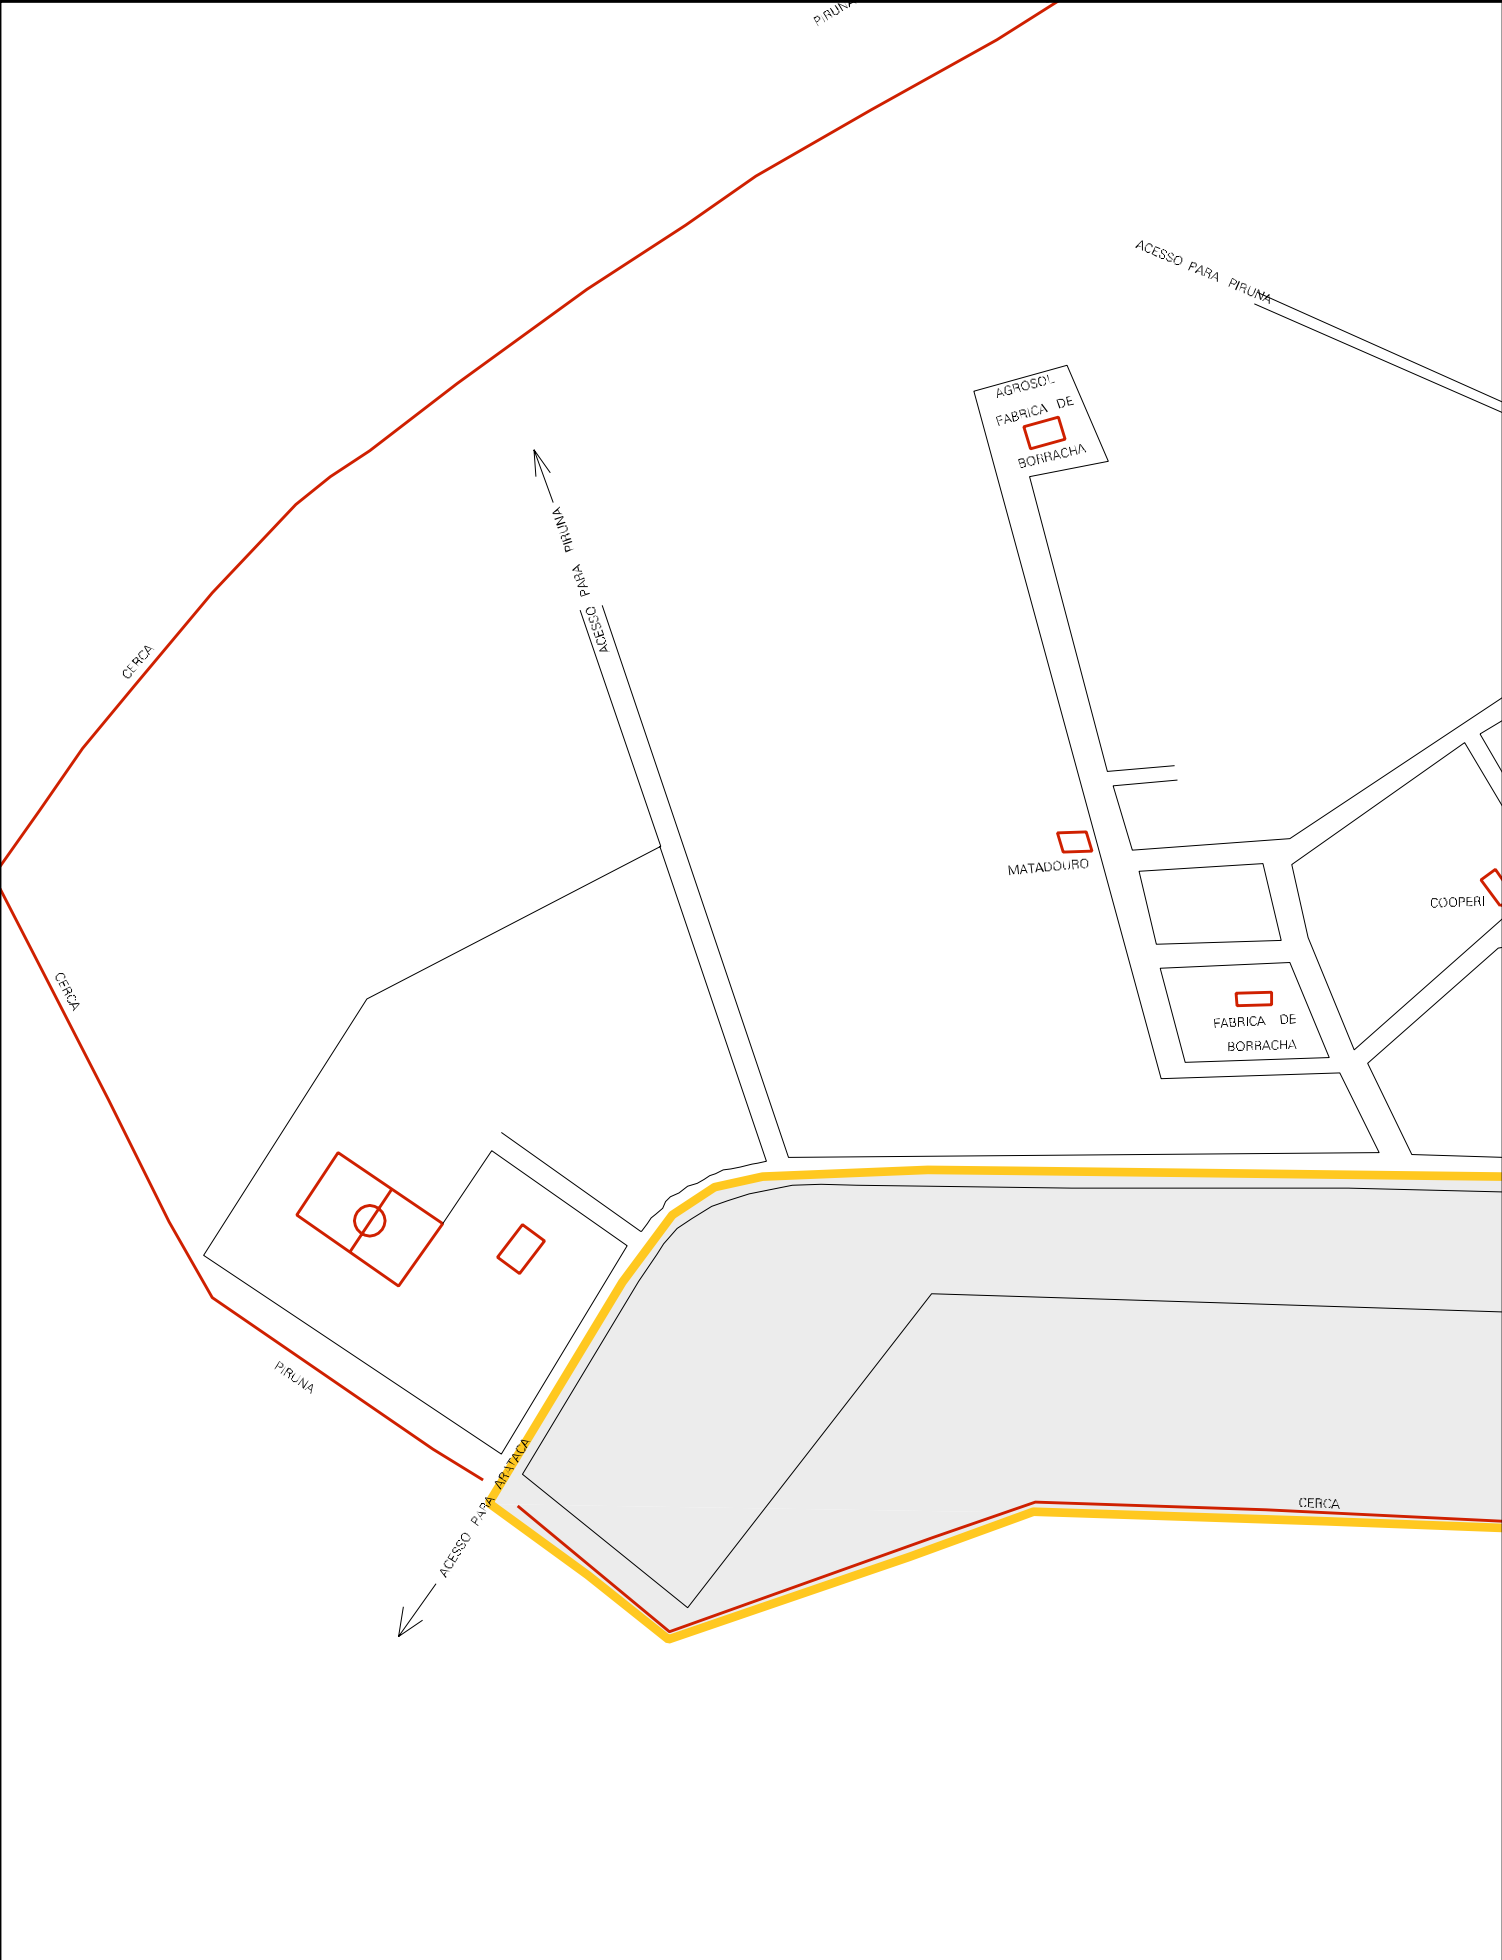 PIRUNA
ACESSO PARA PIRUNA
AGROSOL
FABRICA DE
BORRACHA
ACESSO PARA PIRUNA
CERCA
MATADOURO
COOPERI
CERCA
FABRICA DE
BORRACHA
PIRUNA
ACESSO PARA ARATACA
CERCA